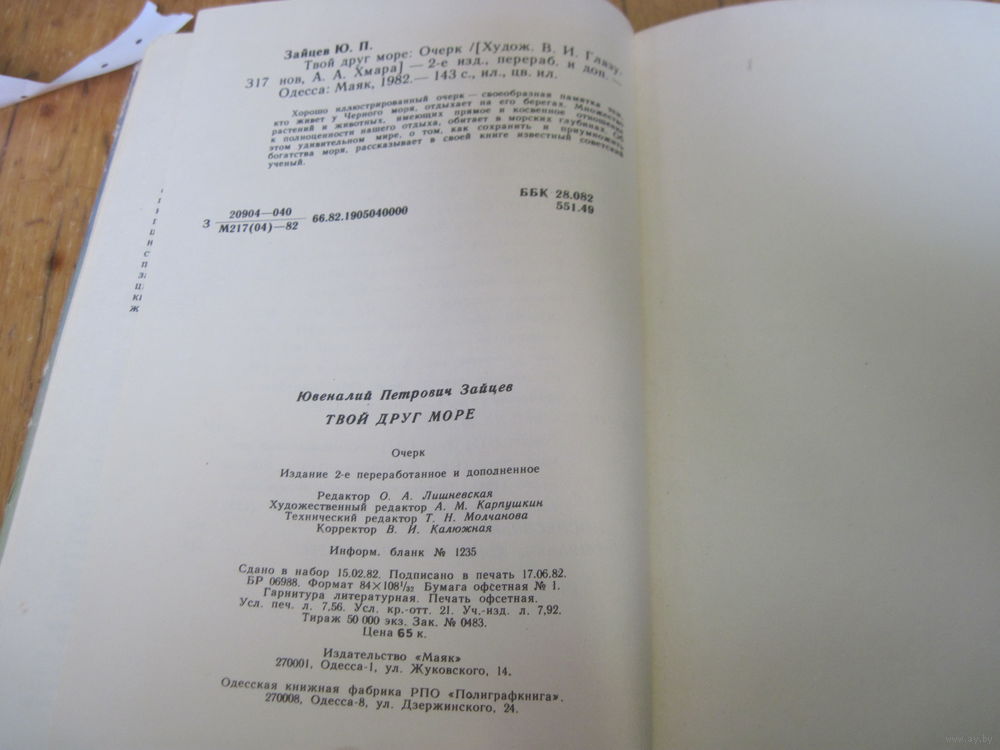 Зайцев Ю. П.
Твой друг море: Очерк /[Худож. В. И. Глазу-
З17 нов, А. А. Хмара] — 2-е изд., перераб. и доп. —
Одесса: Маяк, 1982.— 143 с., ил., цв. ил.
Хорошо иллюстрированный очерк — своеобразная памятка тем,
кто живет у Черного моря, отдыхает на его берегах. Множество
растений и животных, имеющих прямое и косвенное отношение
к полноценности нашего отдыха, обитает в морских глубинах. Об
этом удивительном мире, о том, как сохранить и приумножить
богатства моря, рассказывает в своей книге известный советский
ученый.
ББК 28.082
551.49
З 20904—040
М217(04)—82 66.82.1905040000
Ювеналий Петрович Зайцев
ТВОЙ ДРУГ МОРЕ
Очерк
Издание 2-е переработанное и дополненное
Редактор О. А. Лишневская
Художественный редактор А. М. Карпушкин
Технический редактор Т. Н. Молчанова
Корректор В. И. Калюжная
Информ. бланк № 1235
Сдано в набор 15.02.82. Подписано в печать 17.06.82.
БР 06988. Формат 84×108¹/₃₂ Бумага офсетная № 1.
Гарнитура литературная. Печать офсетная.
Усл. печ. л. 7,56. Усл. кр.-отт. 21. Уч.-изд. л. 7,92.
Тираж 50 000 экз. Зак. № 0483.
Цена 65 к.
Издательство «Маяк»
270001, Одесса-1, ул. Жуковского, 14.
Одесская книжная фабрика РПО «Полиграфкнига».
270008, Одесса-8, ул. Дзержинского, 24.
www.ay.by